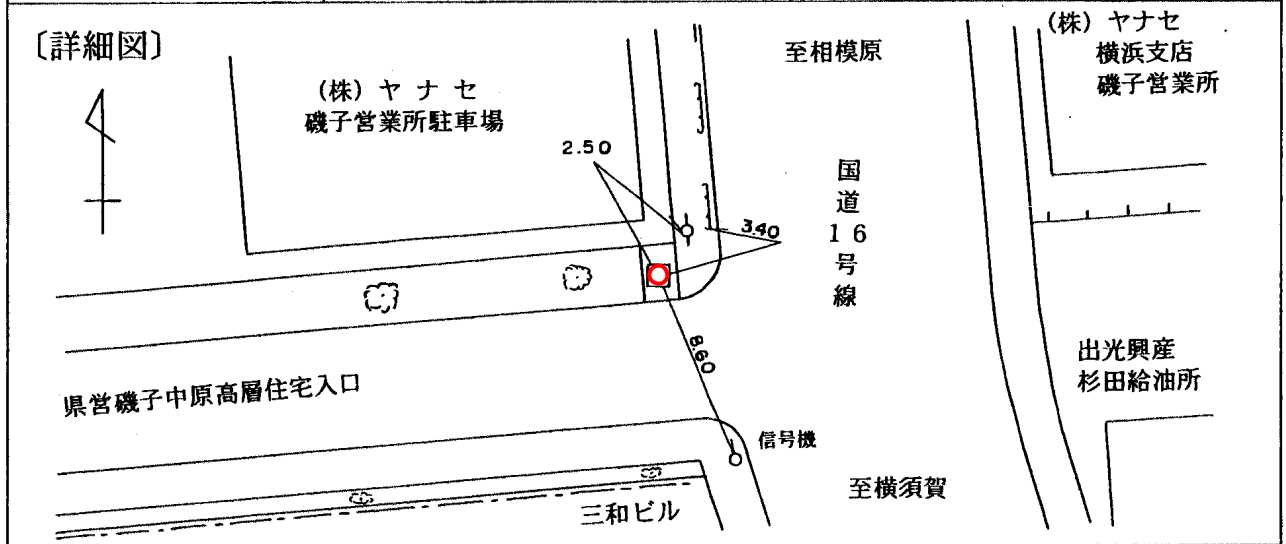 〔詳細図〕
(株) ヤナセ
磯子営業所駐車場
至相模原
(株) ヤナセ
横浜支店
磯子営業所
2.50
3.40
国道16号線
8.60
県営磯子中原高層住宅入口
信号機
出光興産
杉田給油所
至横須賀
三和ビル